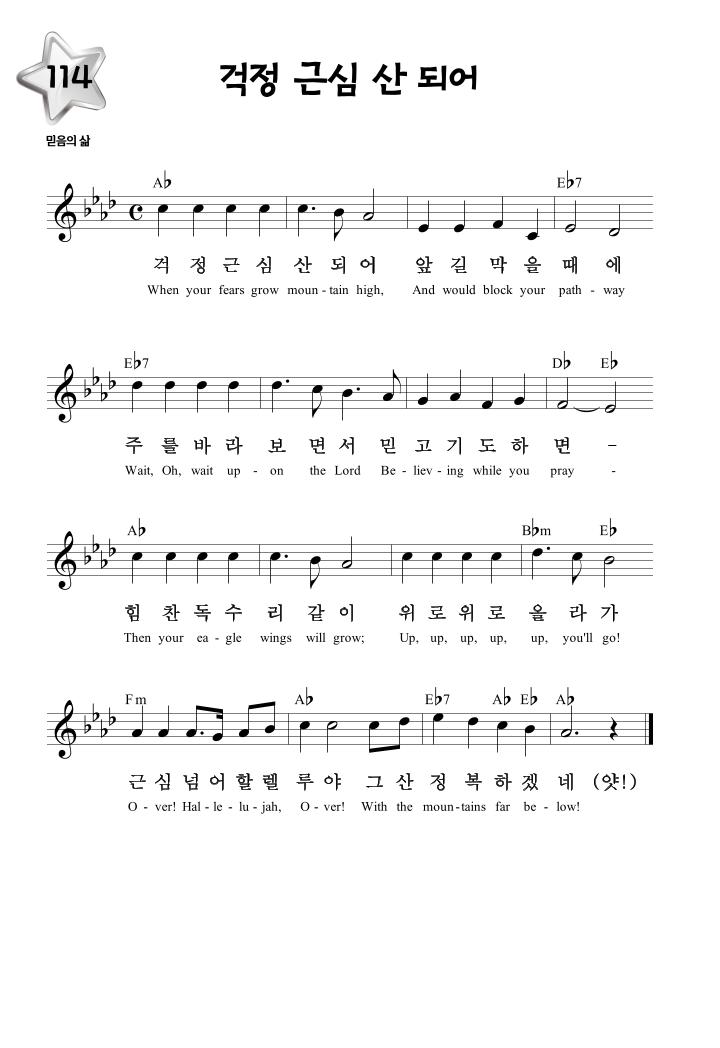 114
걱정 근심 산 되어
믿음의 삶
A♭ E♭7
걱 정 근 심 산 되 어 앞 길 막 을 때 에
When your fears grow moun - tain high, And would block your path - way
E♭7 D♭ E♭
주 를 바 라 보 면 서 믿 고 기 도 하 면 -
Wait, Oh, wait up - on the Lord Be - liev - ing while you pray -
A♭ B♭m E♭
힘 찬 독 수 리 같 이 위 로 위 로 올 라 가
Then your ea - gle wings will grow; Up, up, up, up, up, you'll go!
Fm A♭ E♭7 A♭ E♭ A♭
근 심 넘 어 할 렐 루 야 그 산 정 복 하 겠 네 (얏!)
O - ver! Hal - le - lu - jah, O - ver! With the moun - tains far be - low!